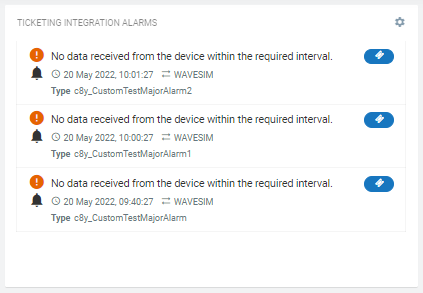 TICKETING INTEGRATION ALARMS
No data received from the device within the required interval.
20 May 2022, 10:01:27 WAVESIM
Type c8y_CustomTestMajorAlarm2
No data received from the device within the required interval.
20 May 2022, 10:00:27 WAVESIM
Type c8y_CustomTestMajorAlarm1
No data received from the device within the required interval.
20 May 2022, 09:40:27 WAVESIM
Type c8y_CustomTestMajorAlarm